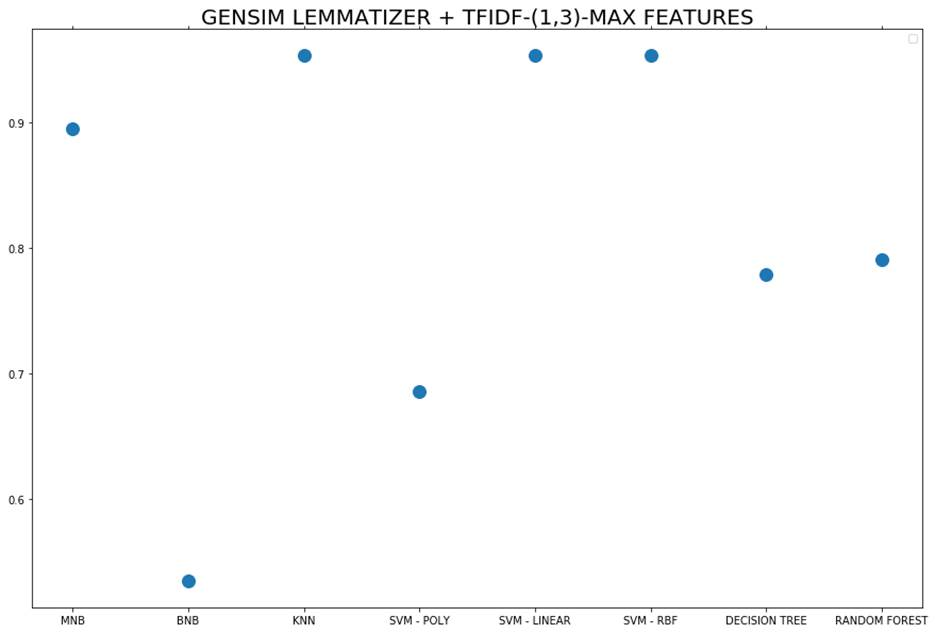 GENSIM LEMMATIZER + TFIDF-(1,3)-MAX FEATURES
0.9
0.8
0.7
0.6
MNB BNB KNN SVM - POLY SVM - LINEAR SVM - RBF DECISION TREE RANDOM FOREST